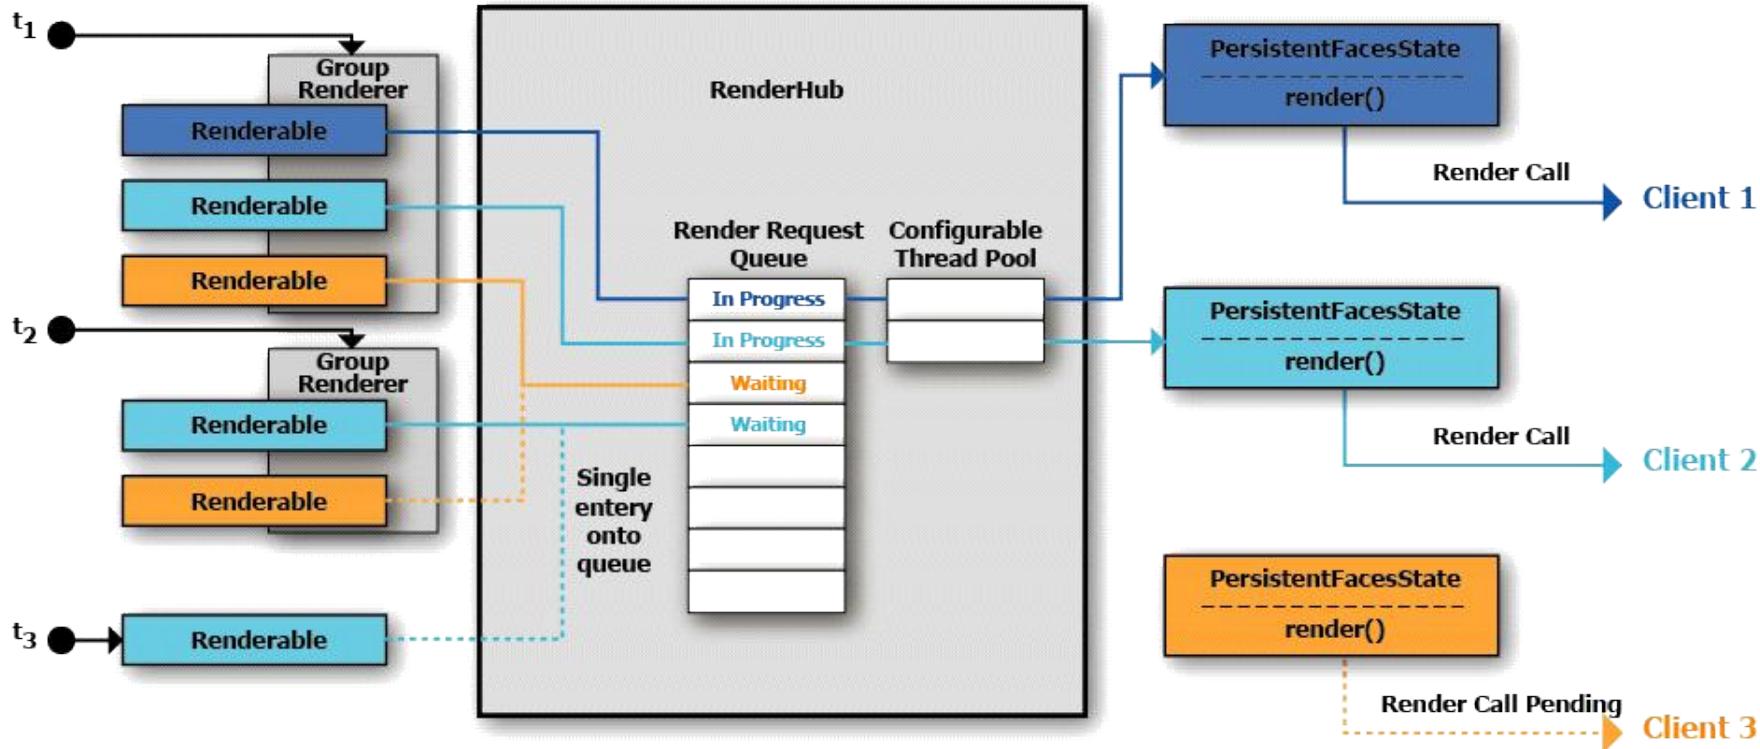 t1
Group
Renderer
Renderable
Renderable
Renderable
t2
Group
Renderer
Renderable
Renderable
t3
Renderable
RenderHub
Render Request
Queue
Configurable
Thread Pool
In Progress
In Progress
Waiting
Waiting
Single
entery
onto
queue
PersistentFacesState
render()
Render Call
Client 1
PersistentFacesState
render()
Render Call
Client 2
PersistentFacesState
render()
Render Call Pending
Client 3